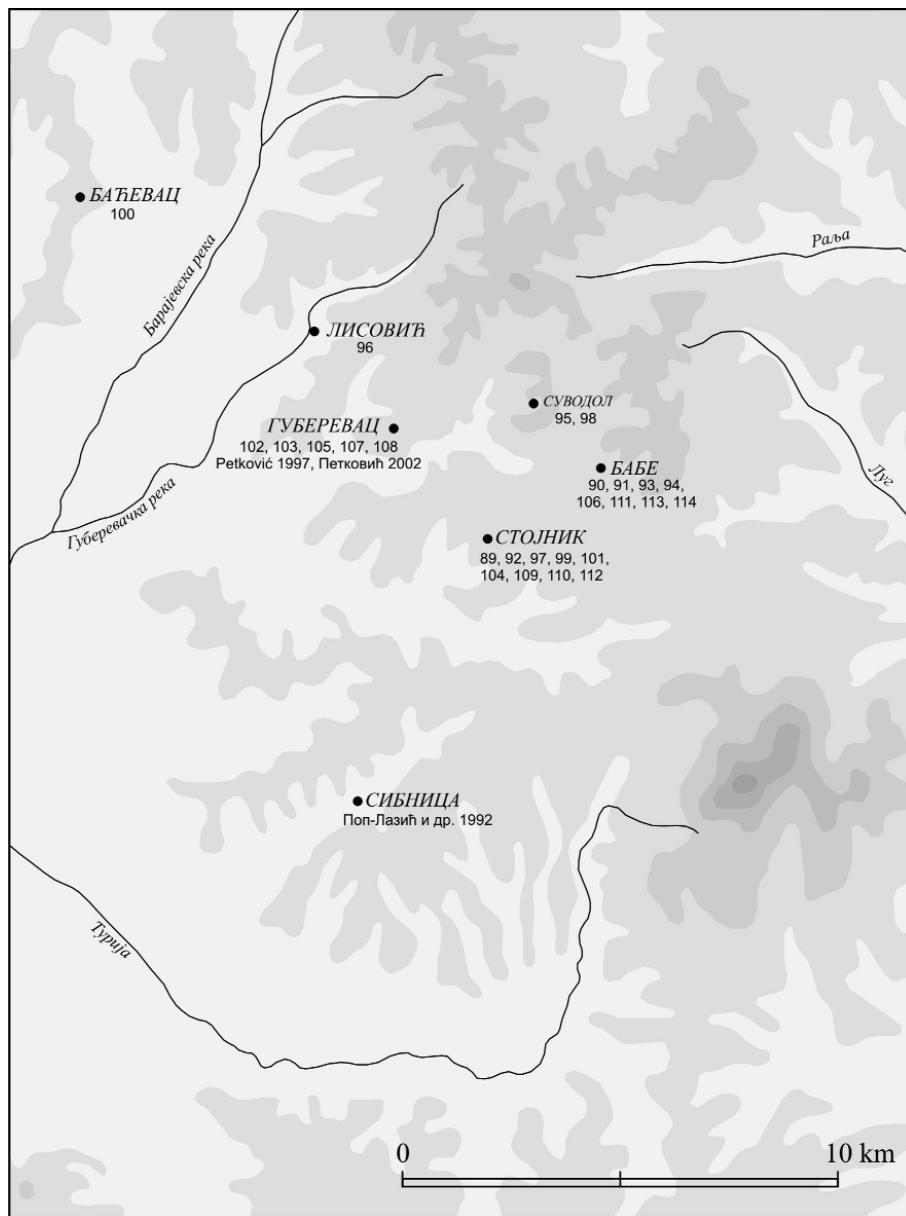 БАЋЕВАЦ
100
Барајевска река
Раља
ЛИСОВИЋ
96
СУВОДОЛ
95, 98
ГУБЕРЕВАЦ
102, 103, 105, 107, 108
Petković 1997, Петковић 2002
БАБЕ
90, 91, 93, 94,
106, 111, 113, 114
Луг
Губеревачка река
СТОЈНИК
89, 92, 97, 99, 101,
104, 109, 110, 112
СИБНИЦА
Поп-Лазић и др. 1992
Турија
0 10 km